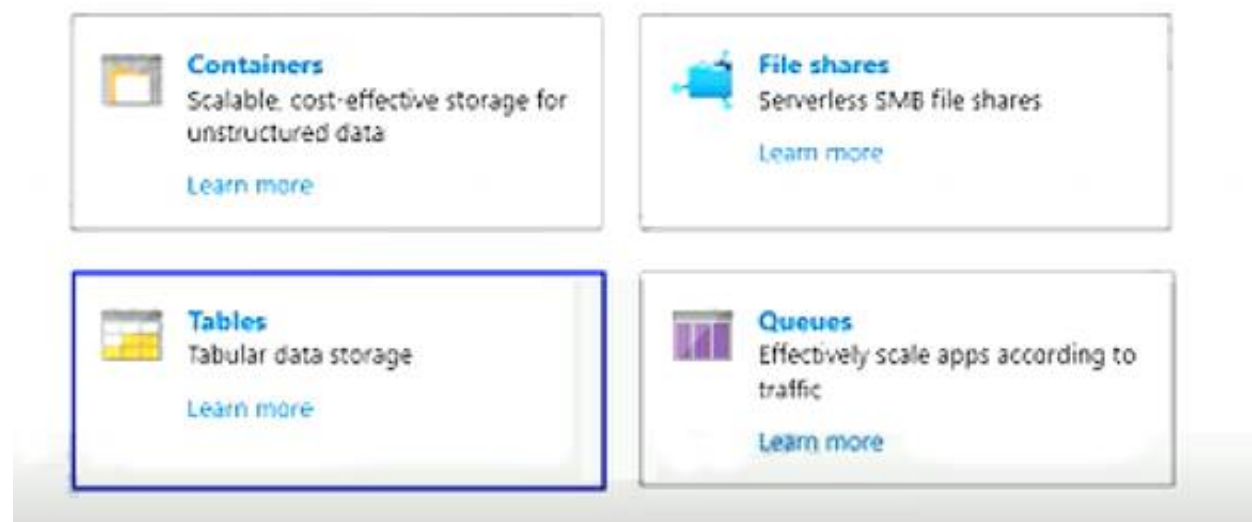 Containers
Scalable, cost-effective storage for
unstructured data
Learn more
File shares
Serverless SMB file shares
Learn more
Tables
Tabular data storage
Learn more
Queues
Effectively scale apps according to
traffic
Learn more